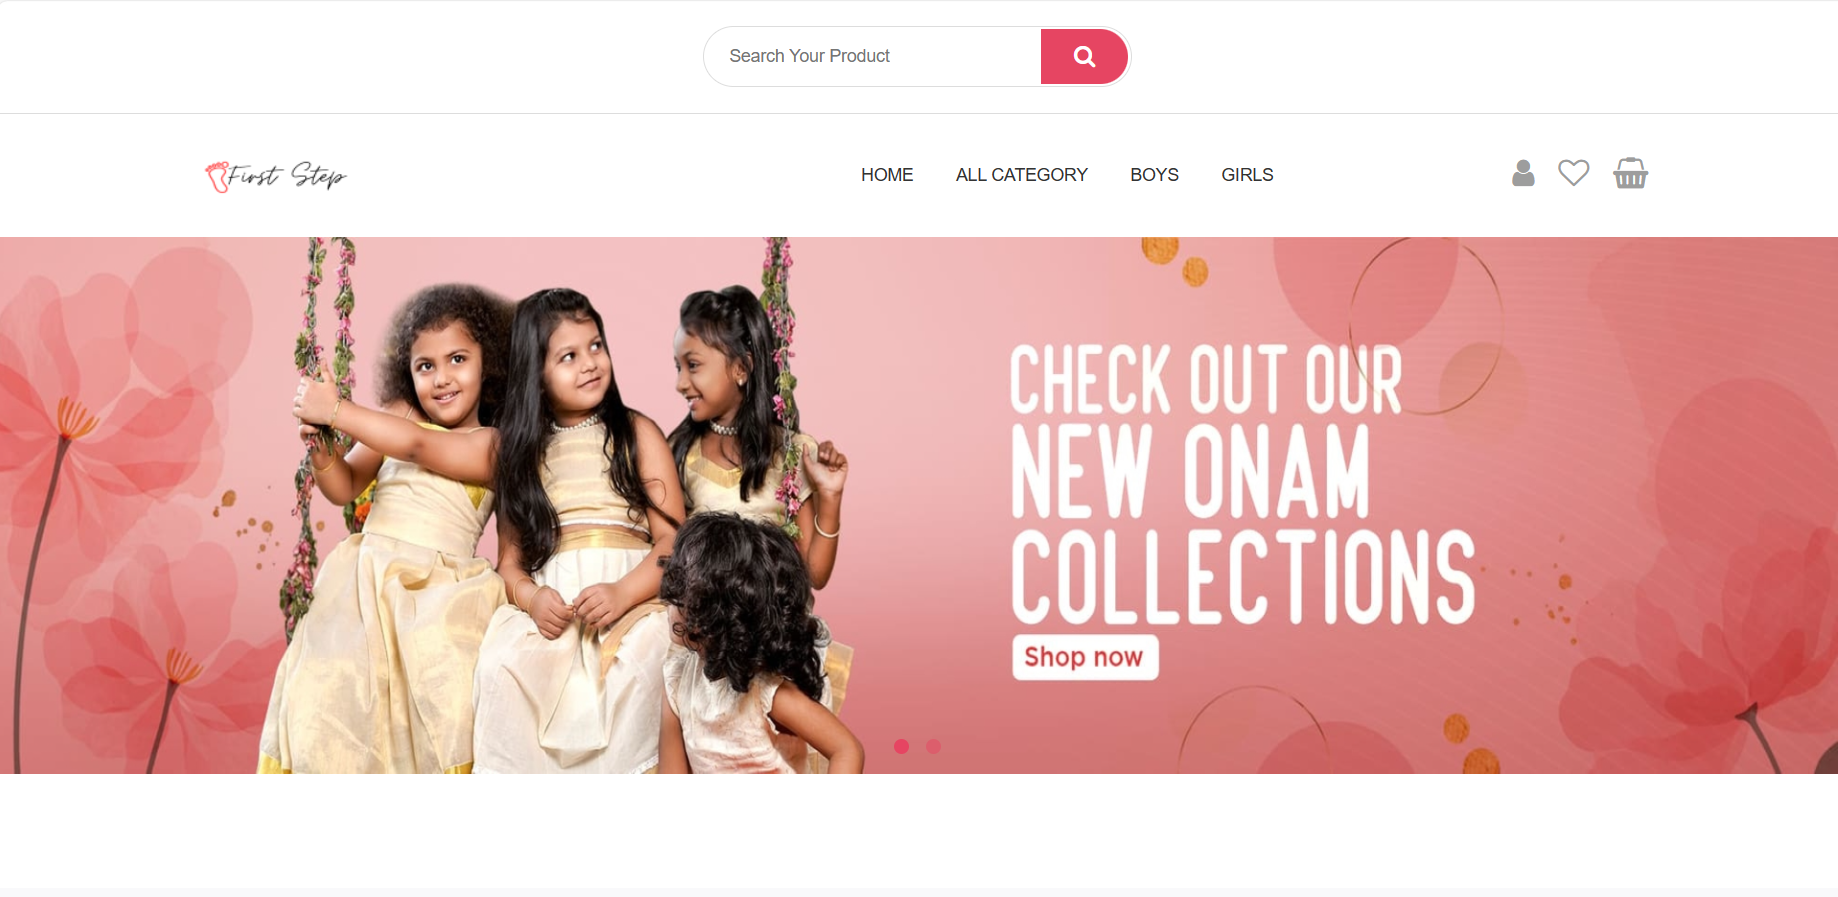 Search Your Product
First Step
HOME ALL CATEGORY BOYS GIRLS
CHECK OUT OUR
NEW ONAM
COLLECTIONS
Shop now